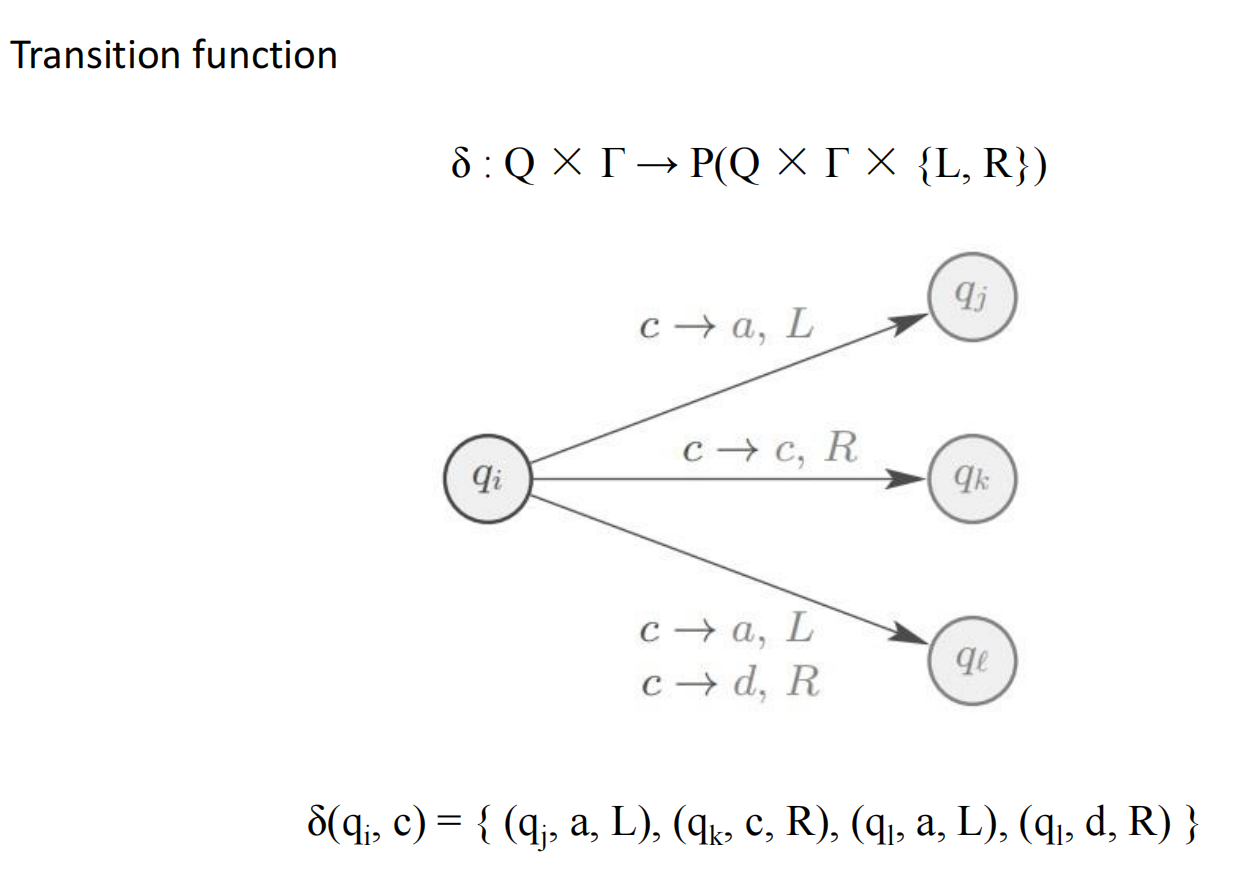 Transition function
δ : Q × Γ → P(Q × Γ × {L, R})
qj
c → a, L
c → c, R
qi
qk
c → a, L
c → d, R
qℓ
δ(qi, c) = { (qj, a, L), (qk, c, R), (ql, a, L), (ql, d, R) }